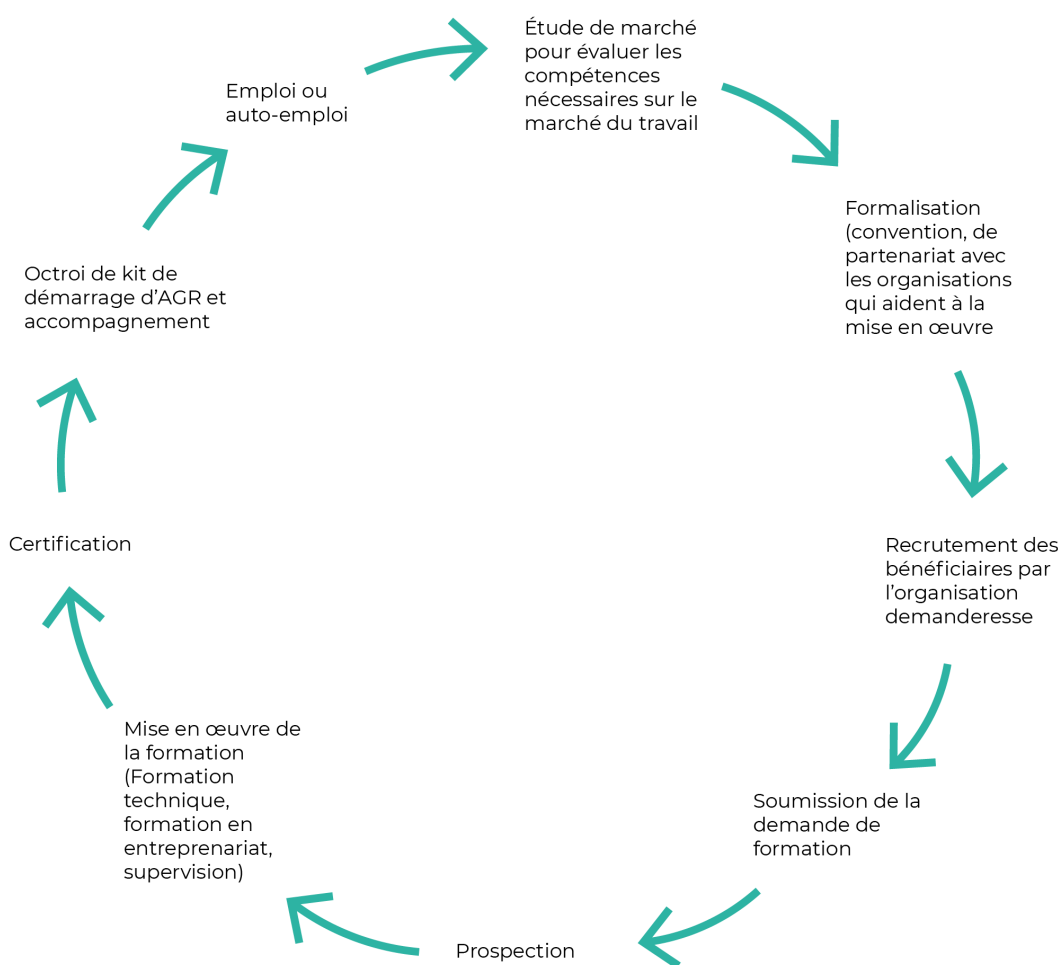 Étude de marché
pour évaluer les
compétences
nécessaires sur le
marché du travail
Formalisation
(convention, de
partenariat avec
les organisations
qui aident à la
mise en œuvre
Recrutement des
bénéficiaires par
l’organisation
demanderesse
Soumission de la
demande de
formation
Prospection
Mise en œuvre de
la formation
(Formation
technique,
formation en
entreprenariat,
supervision)
Certification
Octroi de kit de
démarrage d’AGR et
accompagnement
Emploi ou
auto-emploi